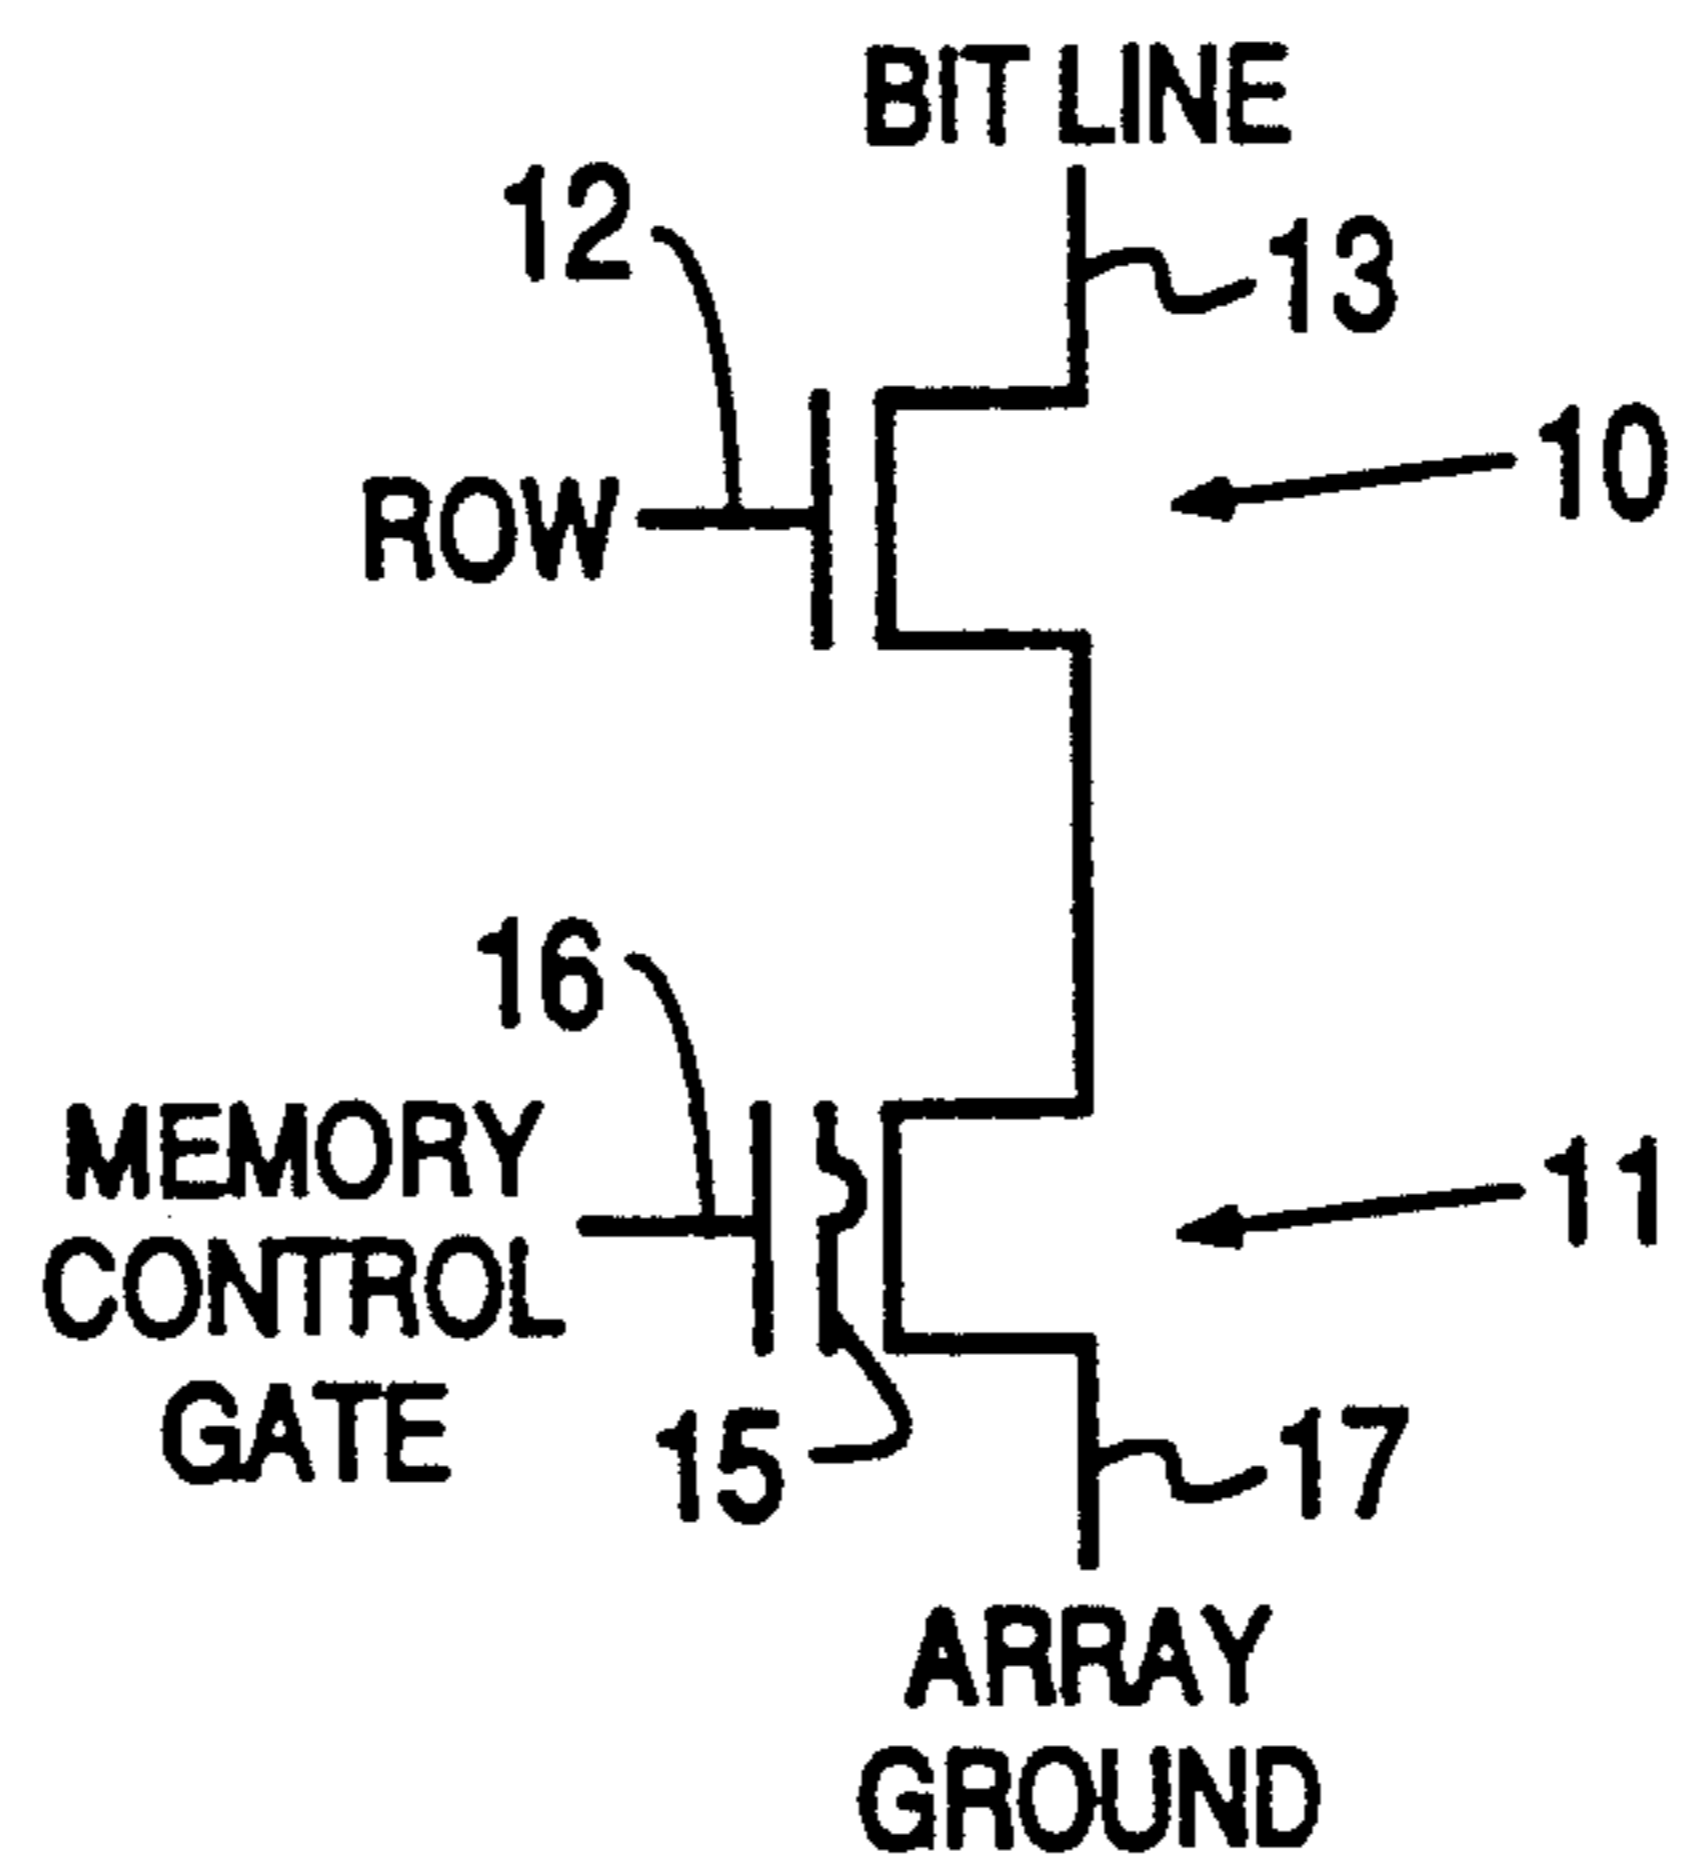 BIT LINE
12
13
10
ROW
16
MEMORY
CONTROL
GATE
11
15
17
ARRAY
GROUND